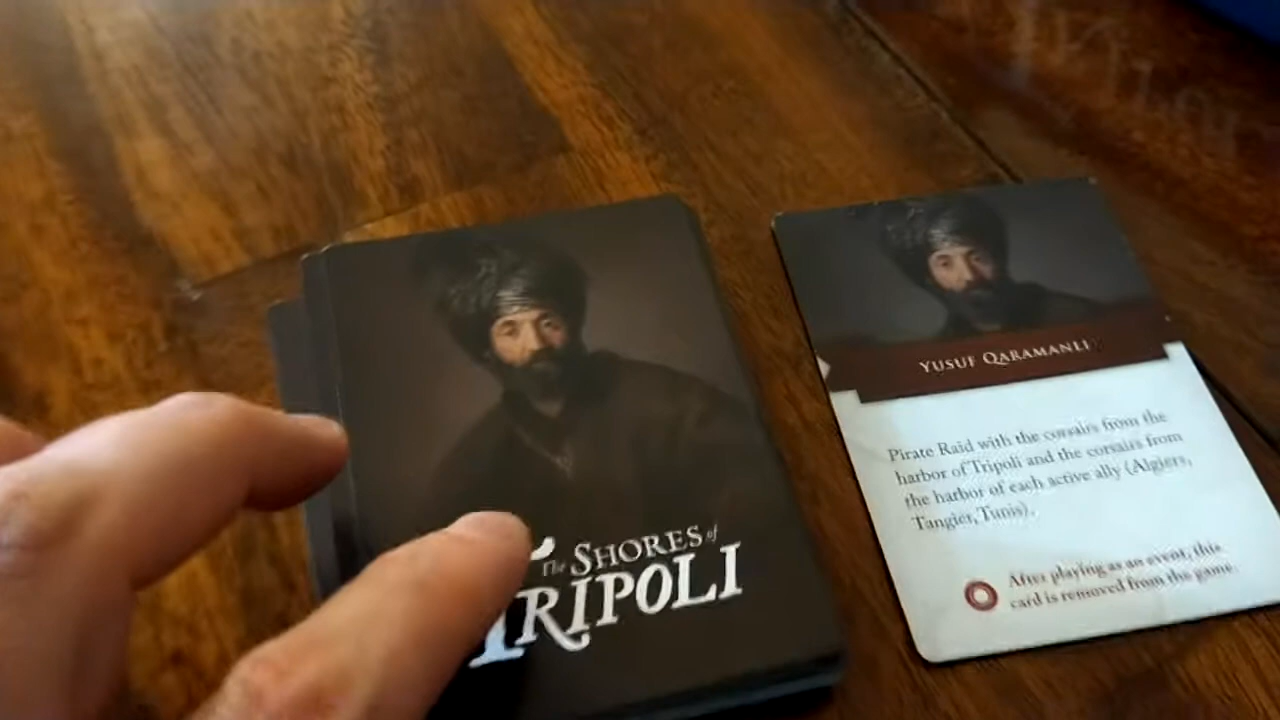 The SHORES of
TRIPOLI
YUSUF QARAMANLI
Pirate Raid with the corsairs from the
harbor of Tripoli and the corsairs from
the harbor of each active ally (Algiers,
Tangier, Tunis).
After playing as an event, this
card is removed from the game.